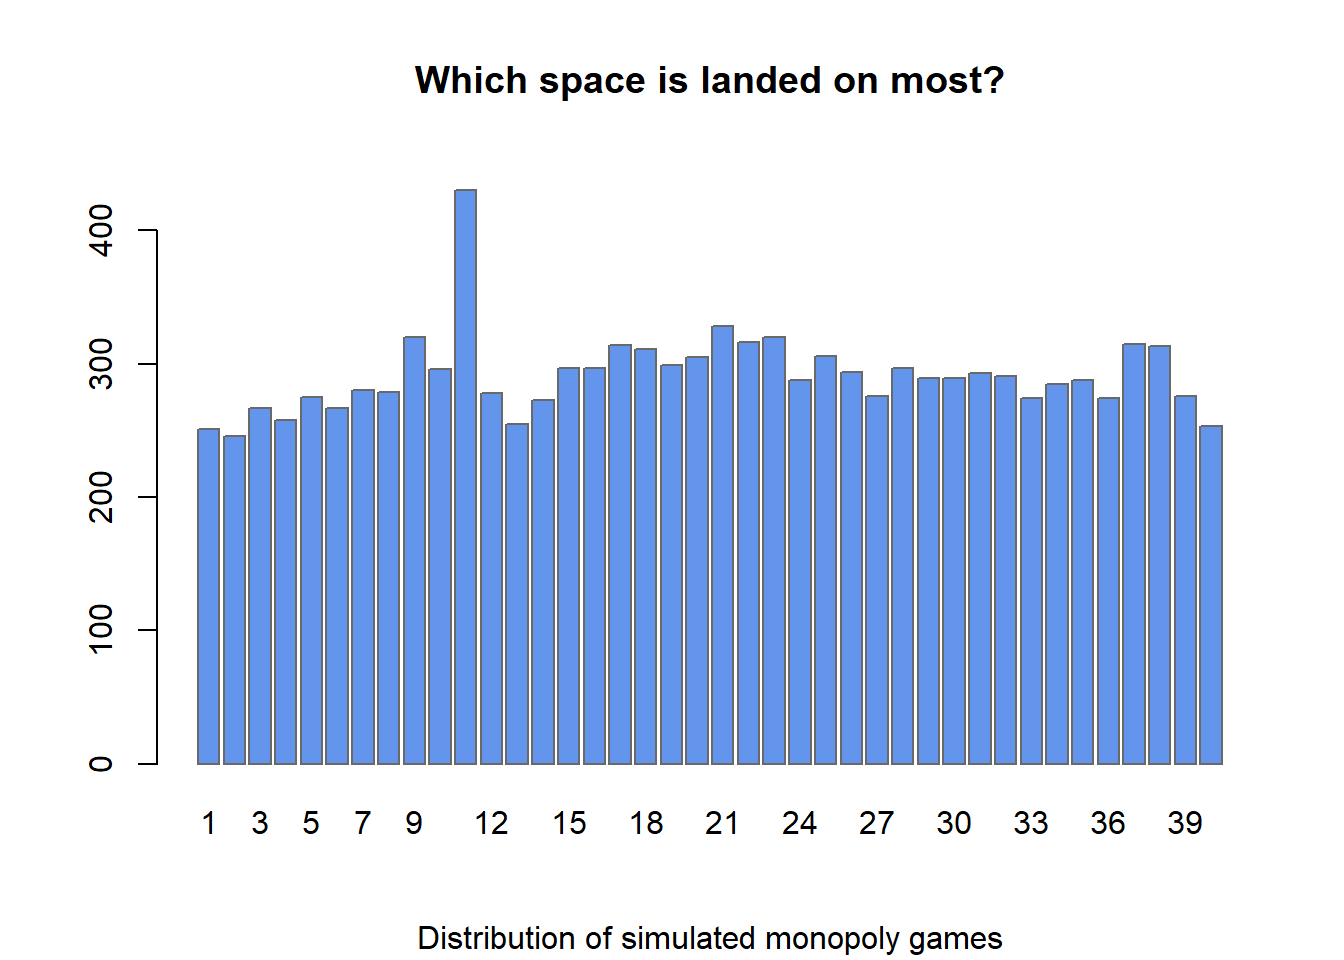 Which space is landed on most?
400
300
200
100
0
1 3 5 7 9 12 15 18 21 24 27 30 33 36 39
Distribution of simulated monopoly games